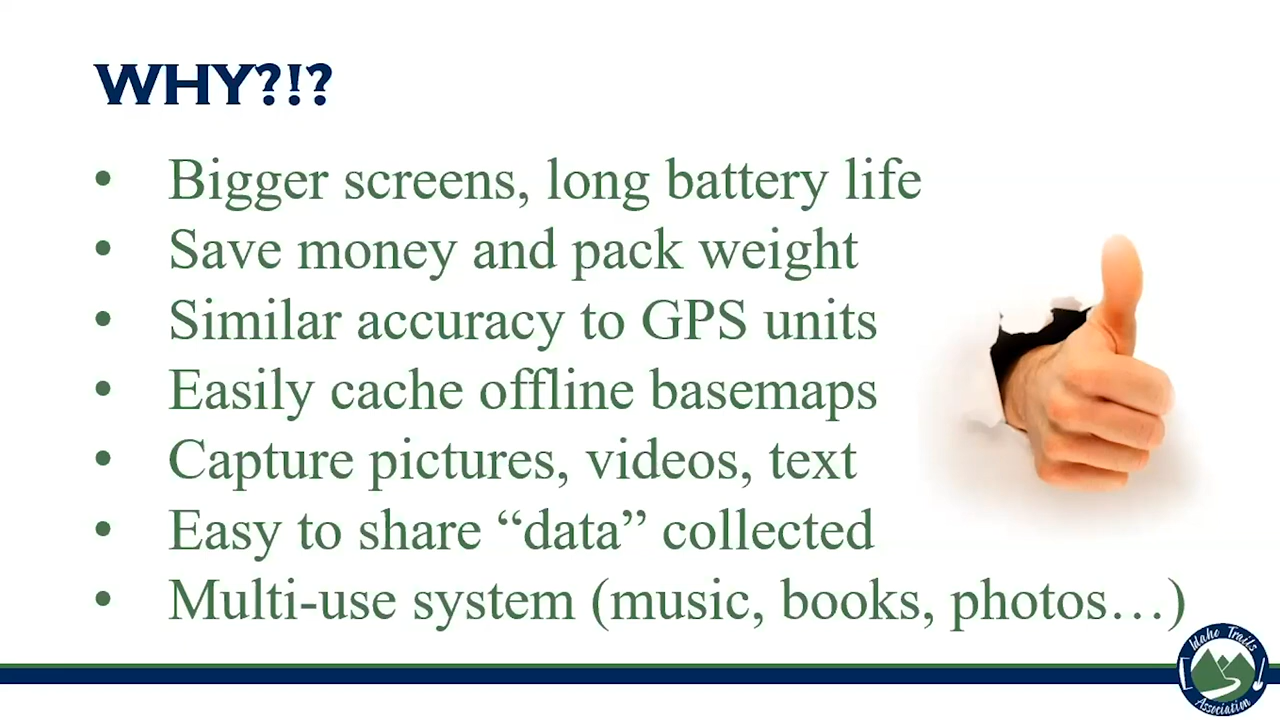 WHY?!?
• Bigger screens, long battery life
• Save money and pack weight
• Similar accuracy to GPS units
• Easily cache offline basemaps
• Capture pictures, videos, text
• Easy to share “data” collected
• Multi-use system (music, books, photos…)
Idaho Trails
Association